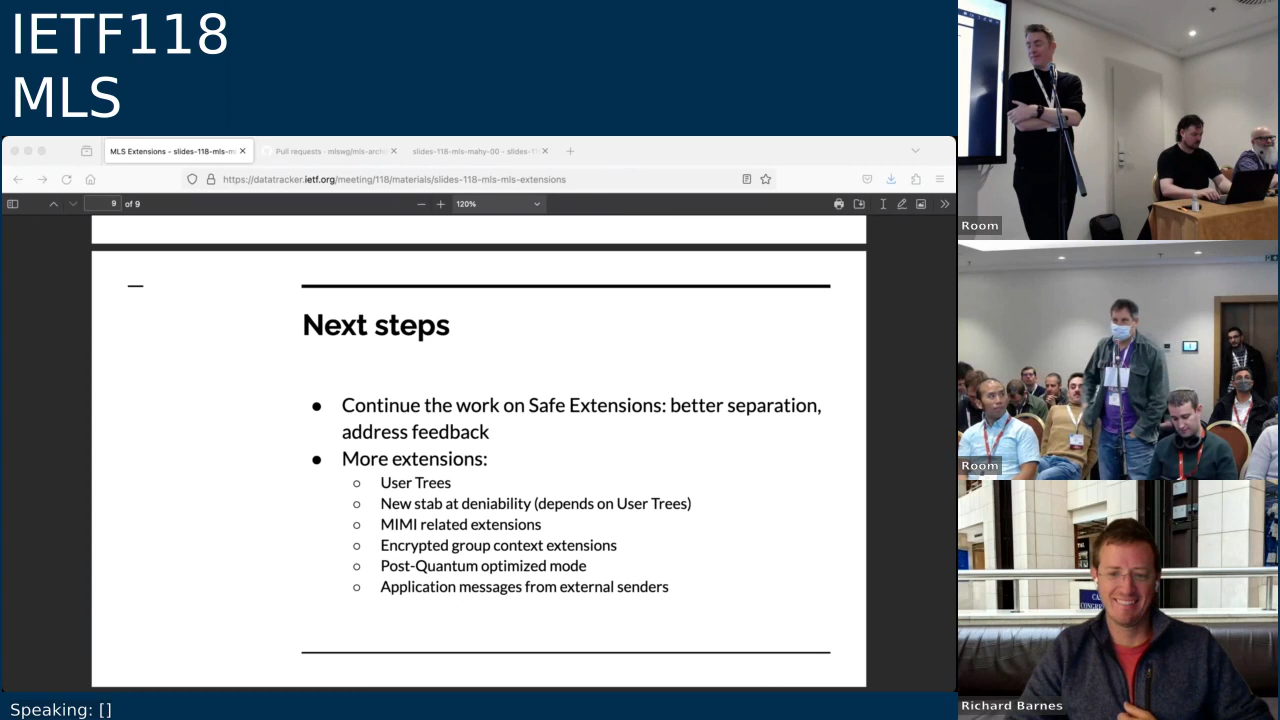 IETF118
MLS
MLS Extensions – slides-118-mls-m
Pull requests · mlswg/mls-archi
slides-118-mls-mahy-00 – slides-1
https://datatracker.ietf.org/meeting/118/materials/slides-118-mls-mls-extensions
9 of 9
120%
Next steps
Continue the work on Safe Extensions: better separation,
address feedback
More extensions:
User Trees
New stab at deniability (depends on User Trees)
MIMI related extensions
Encrypted group context extensions
Post-Quantum optimized mode
Application messages from external senders
Speaking: []
Room
Room
Richard Barnes